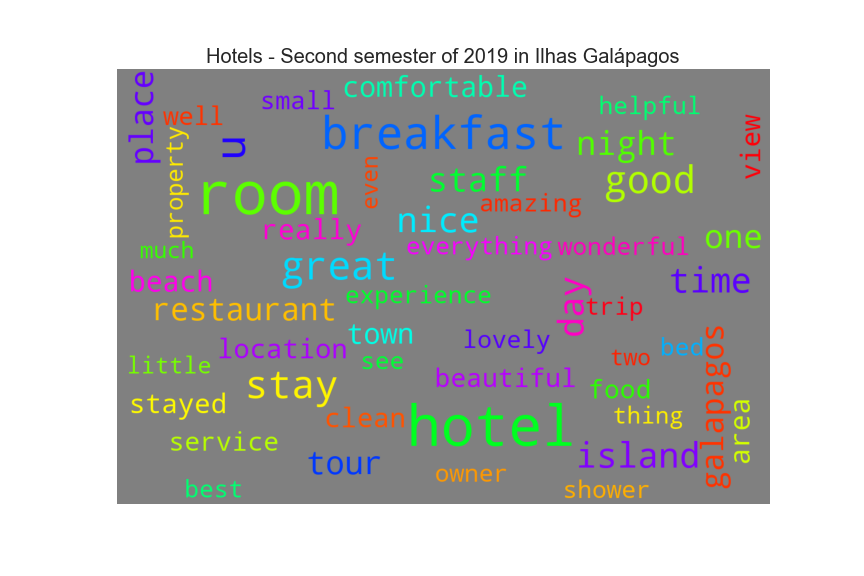 Hotels - Second semester of 2019 in Ilhas Galápagos
place
well
small
comfortable
helpful
view
breakfast
u
night
property
room
even
staff
good
amazing
nice
really
everything
wonderful
one
much
great
beach
time
experience
restaurant
day
trip
town
location
lovely
see
two
bed
little
beautiful
stay
food
galapagos
stayed
clean
hotel
thing
area
service
tour
island
owner
best
shower